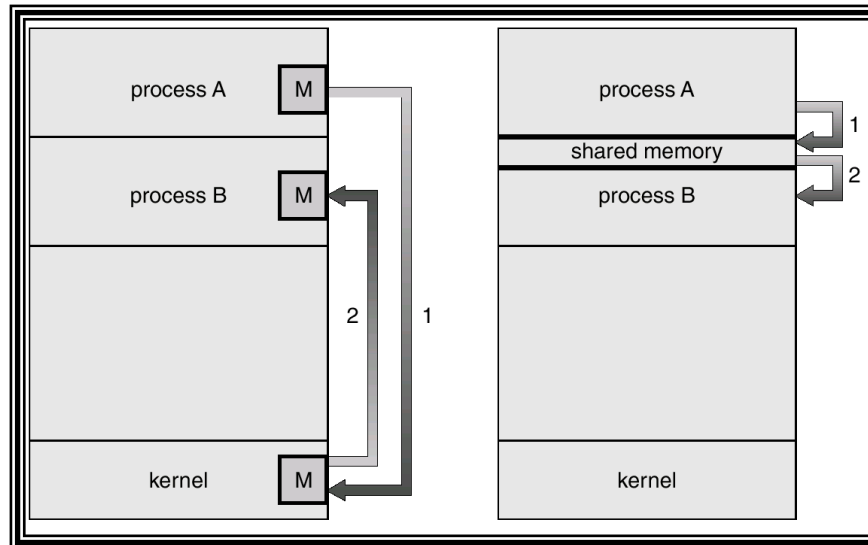 process A
M
process B
M
2
1
kernel
M
process A
1
shared memory
2
process B
kernel